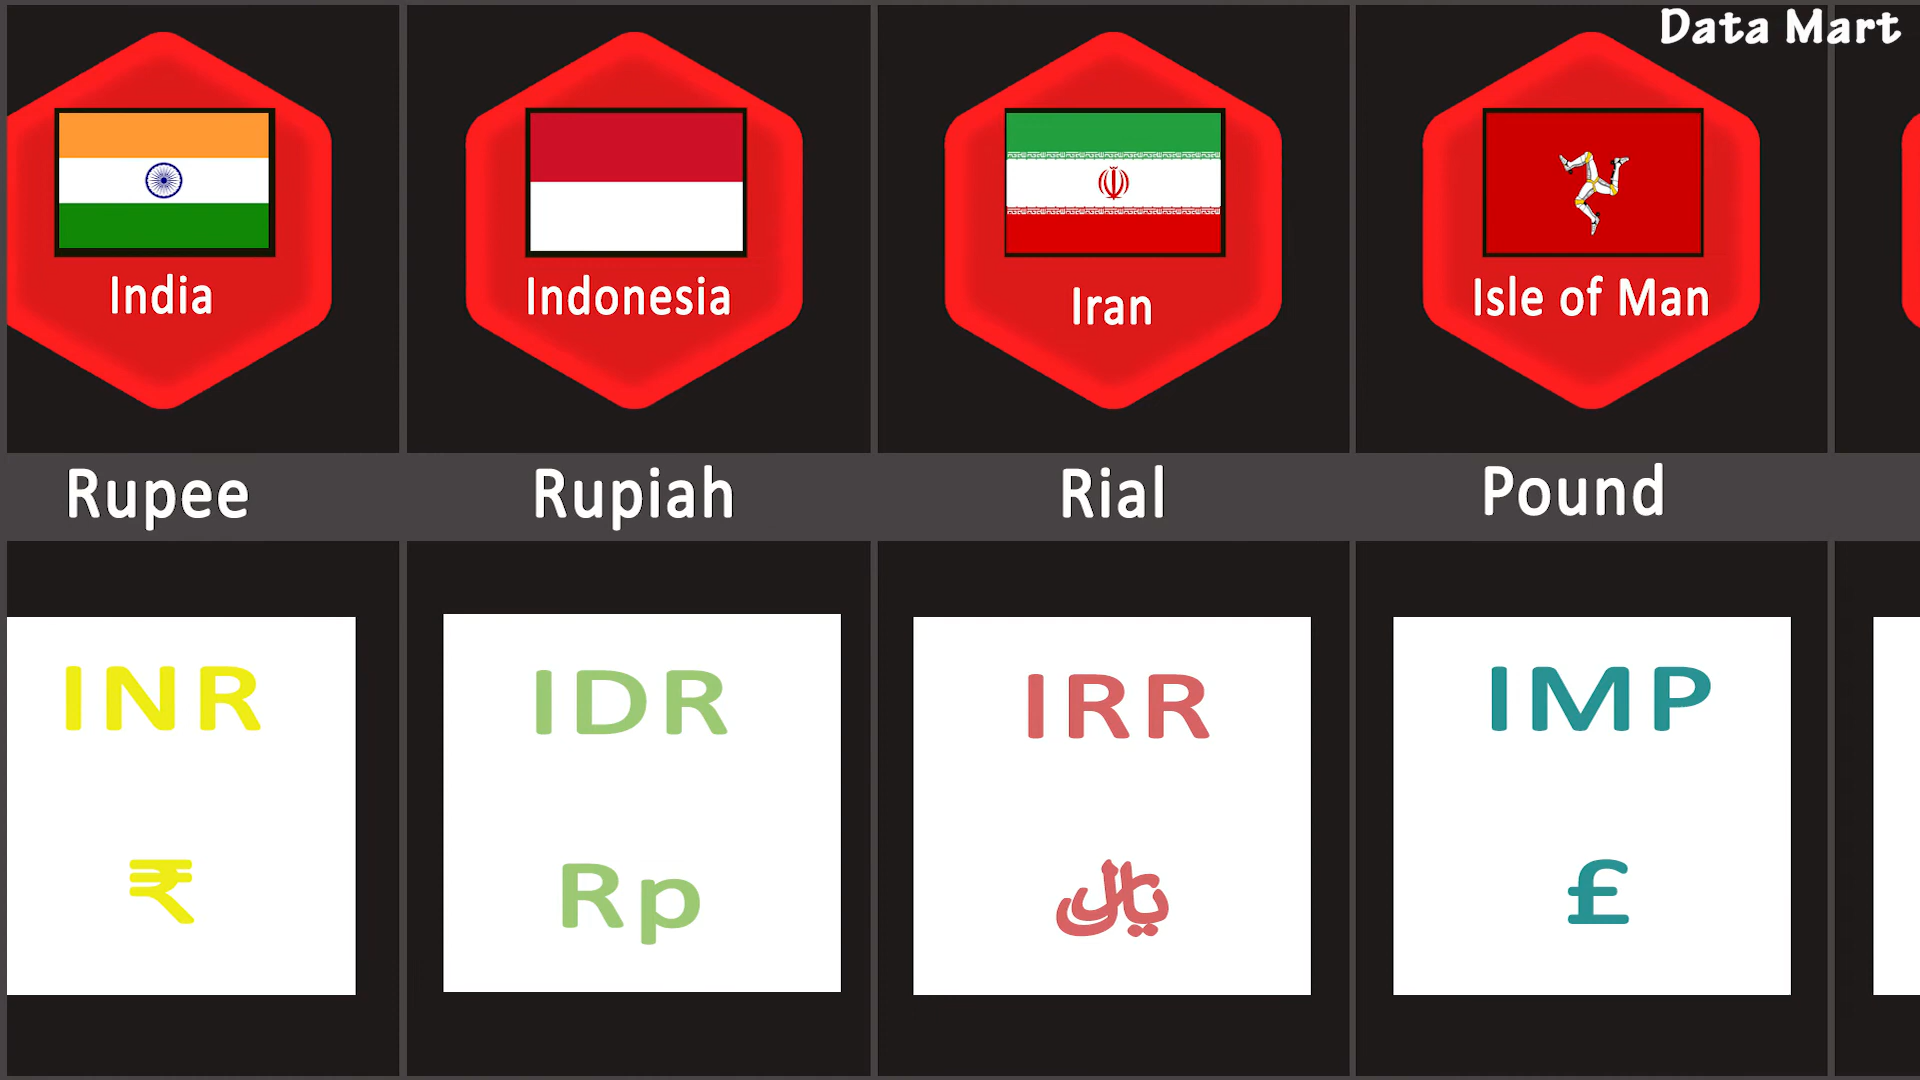 Data Mart
India
Indonesia
Iran
Isle of Man
Rupee
Rupiah
Rial
Pound
INR
IDR
IRR
IMP
₹
Rp
﷼
£